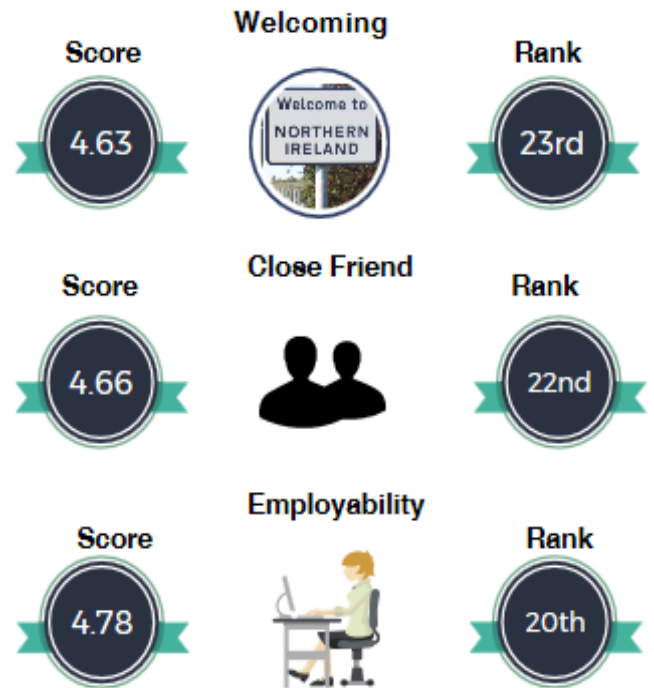 Welcoming
Score
Rank
4.63
Welcome to
NORTHERN
IRELAND
23rd
Close Friend
Score
Rank
4.66
22nd
Employability
Score
Rank
4.78
20th